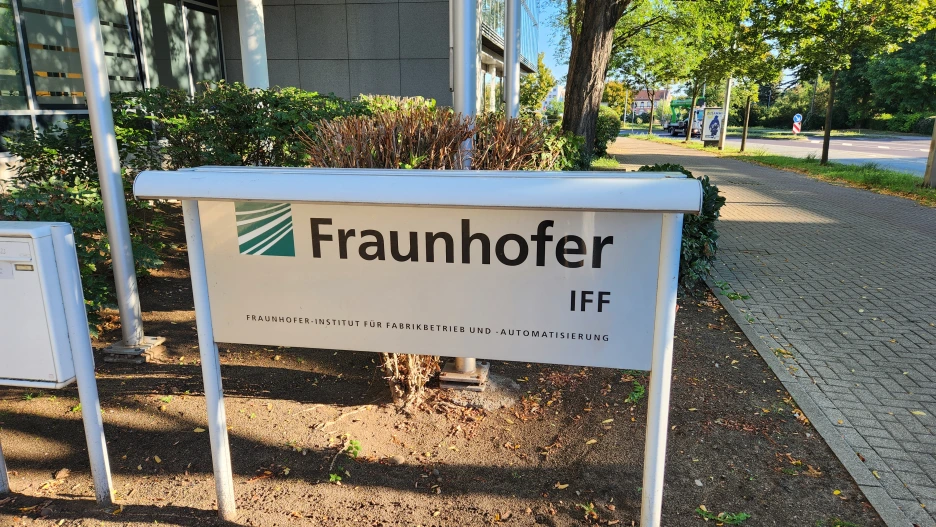 Fraunhofer
IFF
FRAUNHOFER-INSTITUT FÜR FABRIKBETRIEB UND -AUTOMATISIERUNG